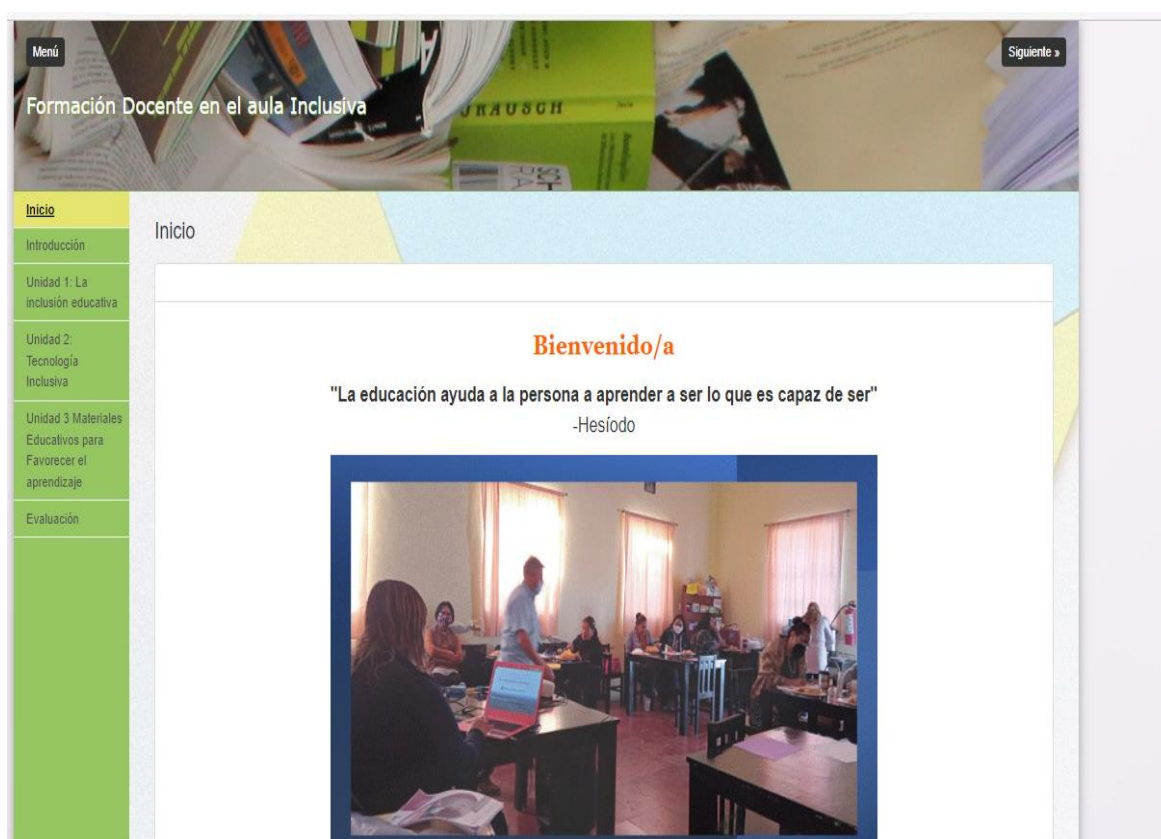 Menú
Siguiente »
Formación Docente en el aula Inclusiva
JRAUSCH
Inicio
Introducción
Unidad 1: La
inclusión educativa
Unidad 2:
Tecnología
Inclusiva
Unidad 3 Materiales
Educativos para
Favorecer el
aprendizaje
Evaluación
Inicio
Bienvenido/a
"La educación ayuda a la persona a aprender a ser lo que es capaz de ser"
-Hesíodo